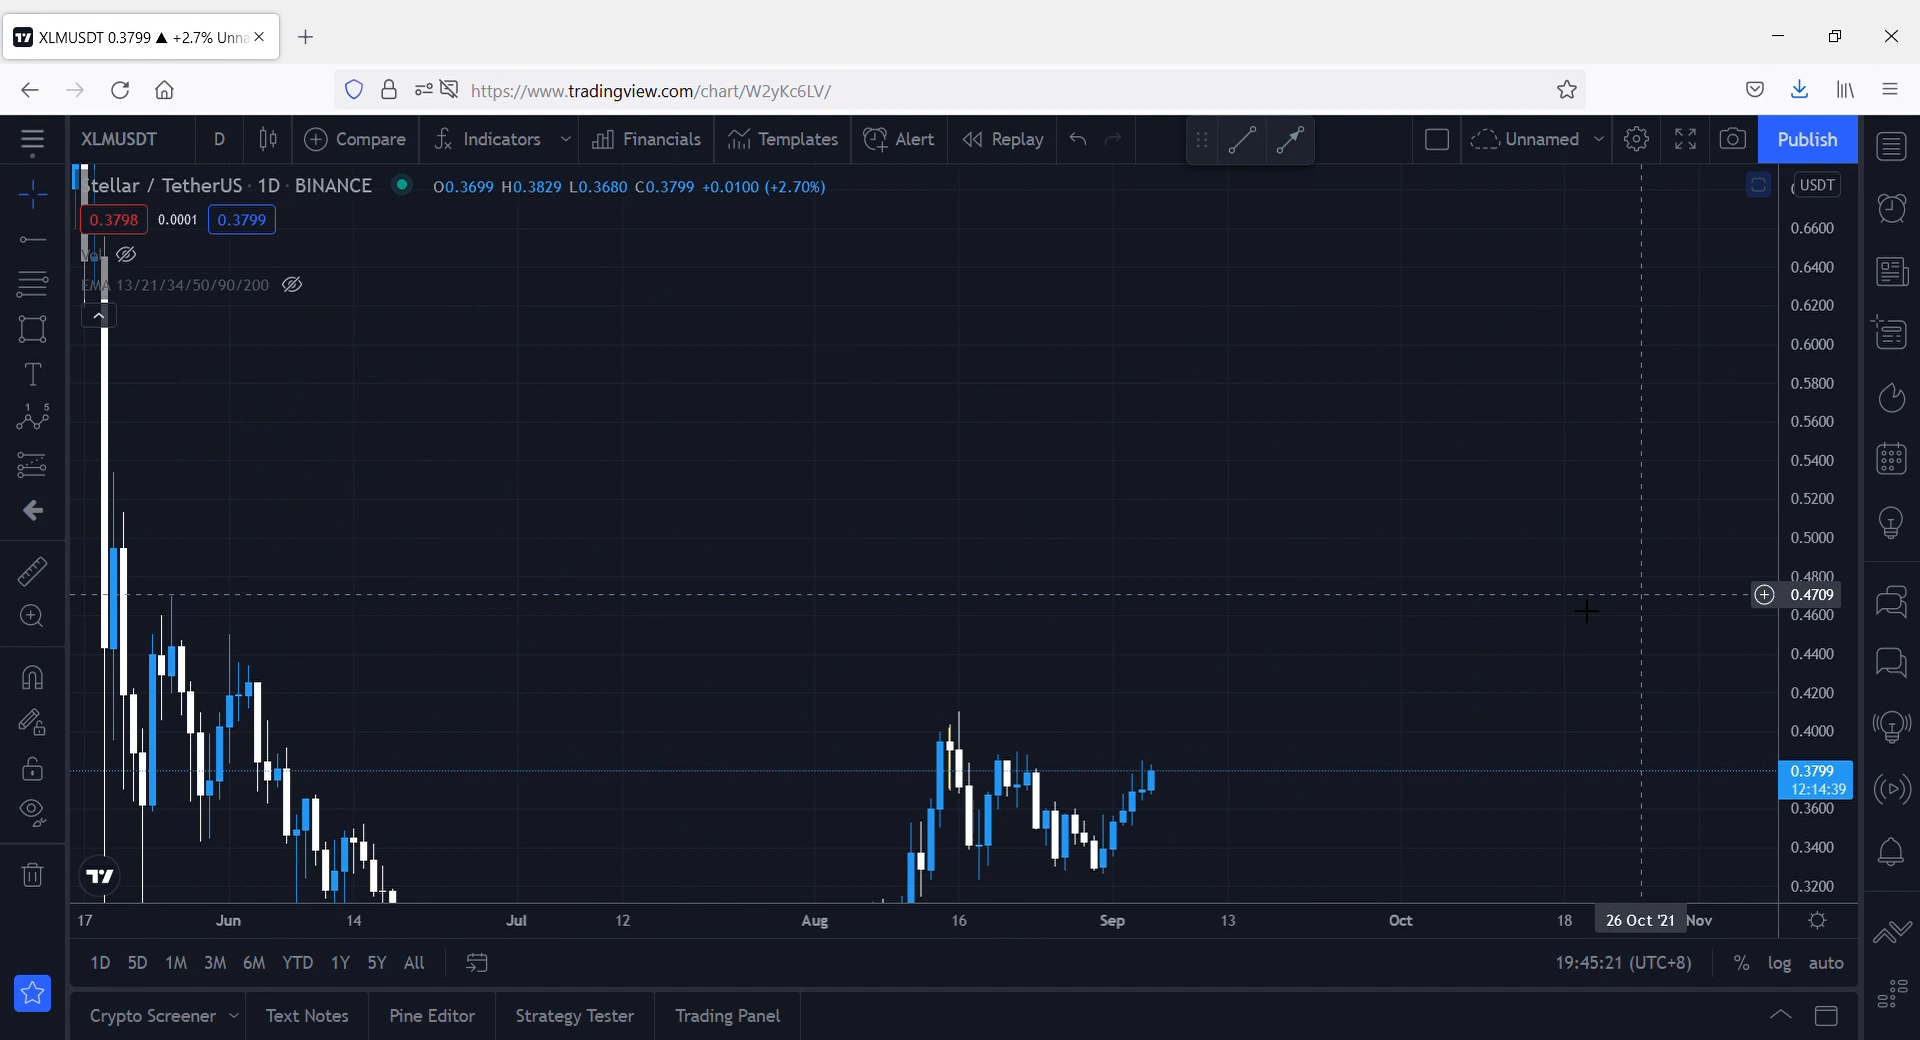 XLMUSDT 0.3799 ▲ +2.7% Unna
https://www.tradingview.com/chart/W2yKc6LV/
XLMUSDT D Compare Indicators Financials Templates Alert Replay Unnamed Publish
Stellar / TetherUS · 1D · BINANCE O0.3699 H0.3829 L0.3680 C0.3799 +0.0100 (+2.70%)
USDT
0.3798 0.0001 0.3799
Vol
EMA 13/21/34/50/90/200
0.6600
0.6400
0.6200
0.6000
0.5800
0.5600
0.5400
0.5200
0.5000
0.4800
0.4709
0.4600
0.4400
0.4200
0.4000
0.3799
12:14:39
0.3600
0.3400
0.3200
17 Jun 14 Jul 12 Aug 16 Sep 13 Oct 18 26 Oct '21 Nov
1D 5D 1M 3M 6M YTD 1Y 5Y All 19:45:21 (UTC+8) % log auto
Crypto Screener Text Notes Pine Editor Strategy Tester Trading Panel